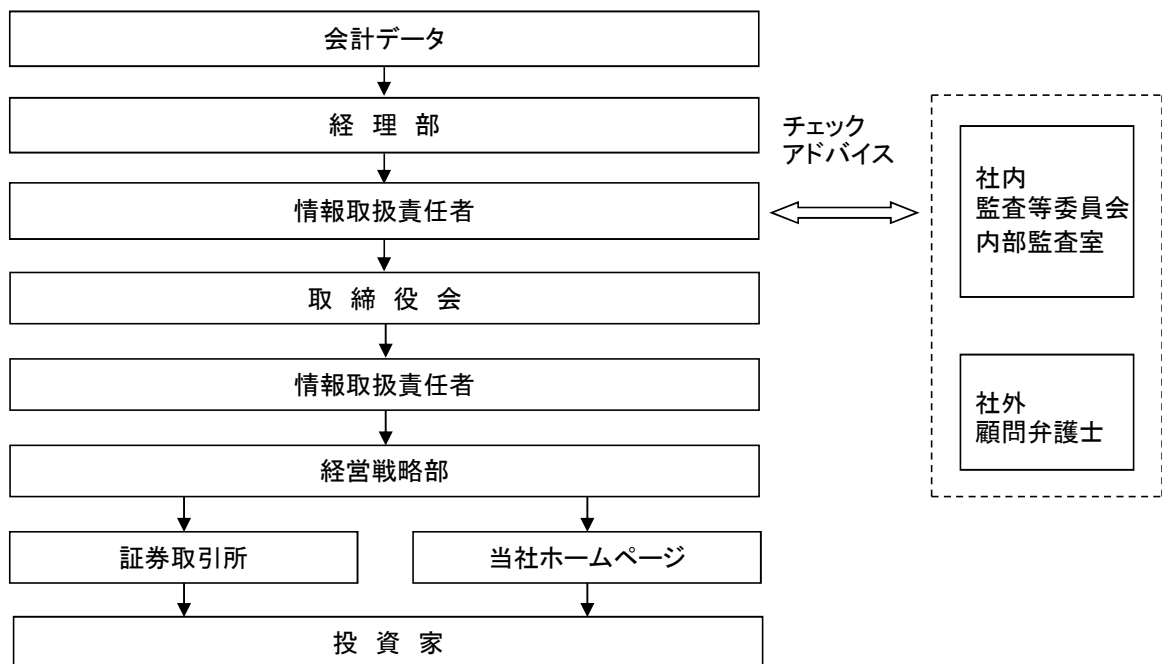 会計データ
経 理 部
チェック
アドバイス
情報取扱責任者
社内
監査等委員会
内部監査室
取 締 役 会
情報取扱責任者
社外
顧問弁護士
経営戦略部
証券取引所
当社ホームページ
投 資 家